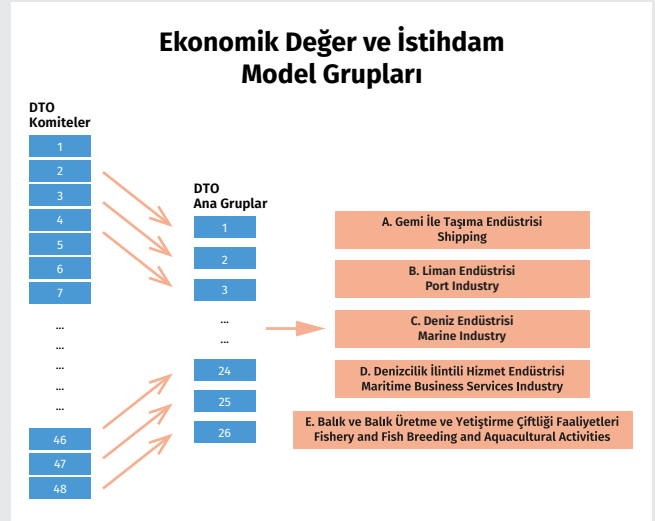 Ekonomik Değer ve İstihdam
Model Grupları
DTO
Komiteler
1
2
3
4
5
6
7
...
...
...
...
...
46
47
48
DTO
Ana Gruplar
1
2
3
...
...
24
25
26
A. Gemi İle Taşıma Endüstrisi
Shipping
B. Liman Endüstrisi
Port Industry
C. Deniz Endüstrisi
Marine Industry
D. Denizcilik İlintili Hizmet Endüstrisi
Maritime Business Services Industry
E. Balık ve Balık Üretme ve Yetiştirme Çiftliği Faaliyetleri
Fishery and Fish Breeding and Aquacultural Activities